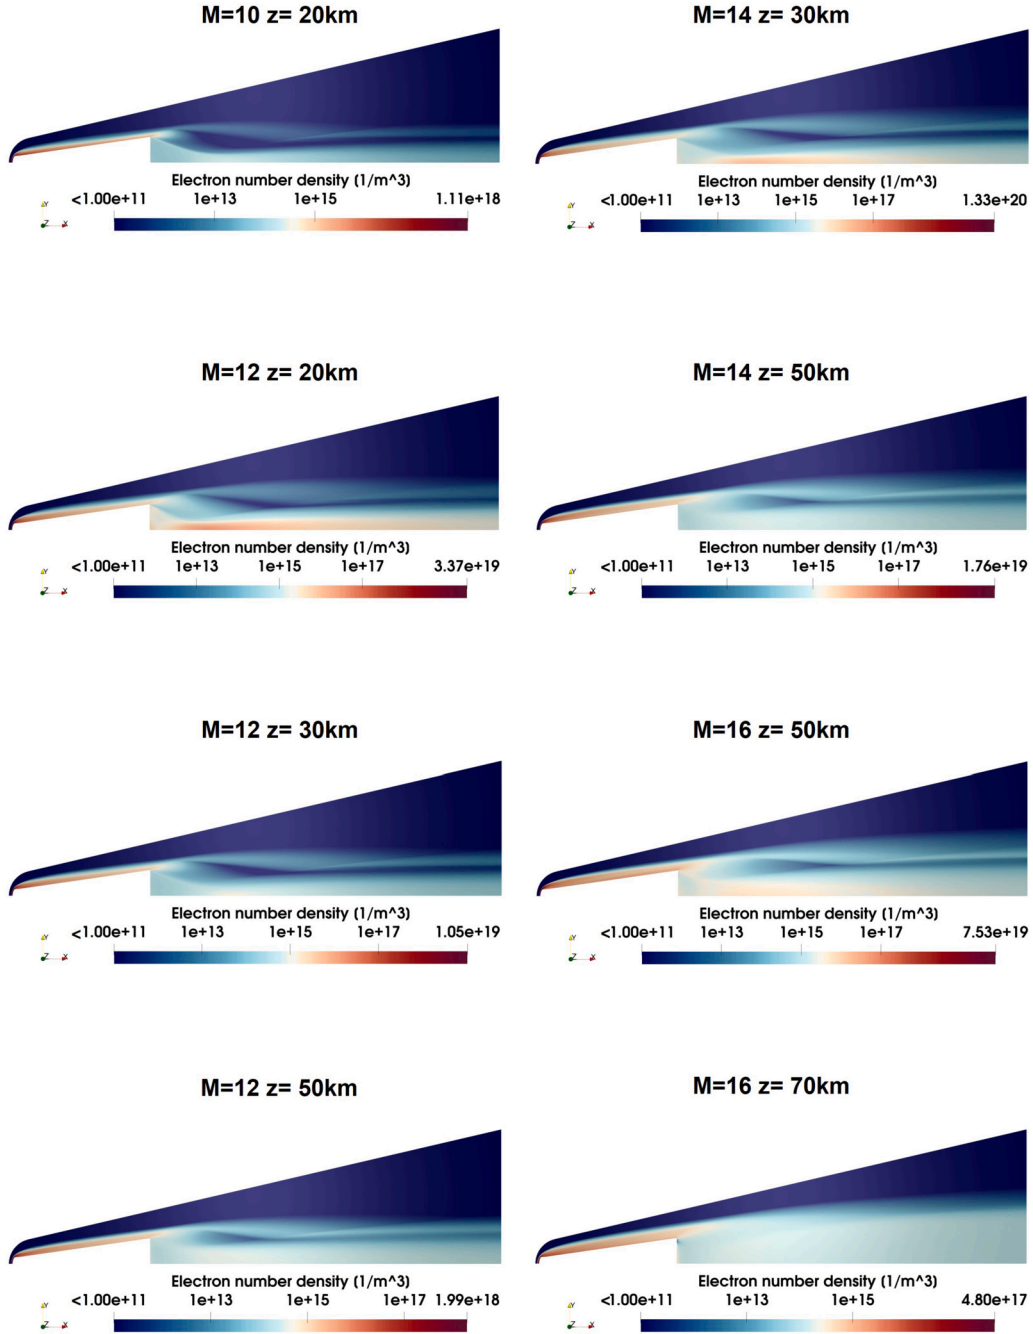 M=10 z= 20km
Electron number density (1/m^3)
<1.00e+11 1e+13 1e+15 1.11e+18
Y
Z X
M=14 z= 30km
Electron number density (1/m^3)
<1.00e+11 1e+13 1e+15 1e+17 1.33e+20
Y
Z X
M=12 z= 20km
Electron number density (1/m^3)
<1.00e+11 1e+13 1e+15 1e+17 3.37e+19
Y
Z X
M=14 z= 50km
Electron number density (1/m^3)
<1.00e+11 1e+13 1e+15 1e+17 1.76e+19
Y
Z X
M=12 z= 30km
Electron number density (1/m^3)
<1.00e+11 1e+13 1e+15 1e+17 1.05e+19
Y
Z X
M=16 z= 50km
Electron number density (1/m^3)
<1.00e+11 1e+13 1e+15 1e+17 7.53e+19
Y
Z X
M=12 z= 50km
Electron number density (1/m^3)
<1.00e+11 1e+13 1e+15 1e+17 1.99e+18
Y
Z X
M=16 z= 70km
Electron number density (1/m^3)
<1.00e+11 1e+13 1e+15 4.80e+17
Y
Z X